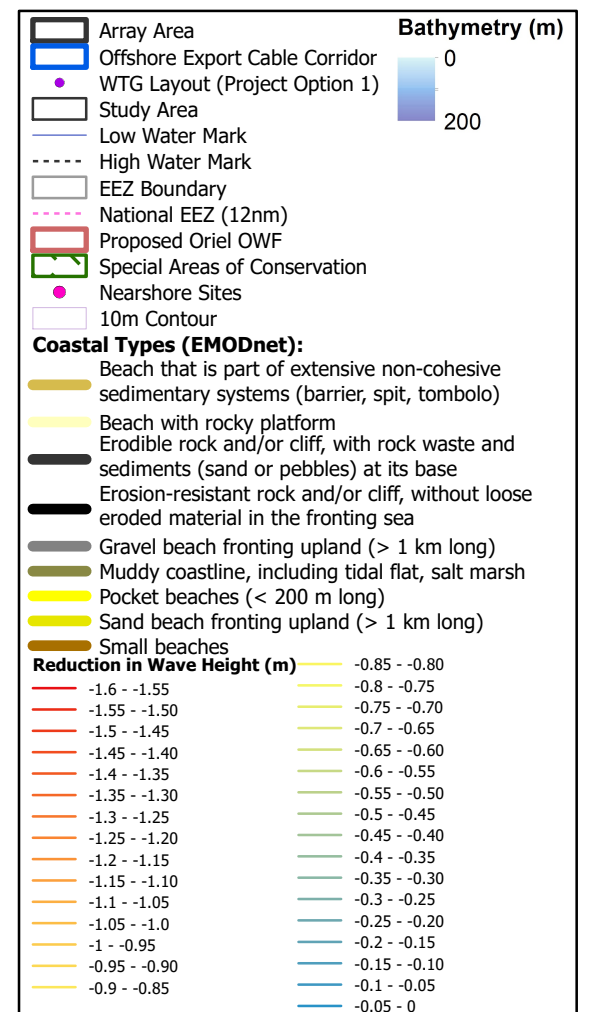 Array Area
Offshore Export Cable Corridor
WTG Layout (Project Option 1)
Study Area
Low Water Mark
High Water Mark
EEZ Boundary
National EEZ (12nm)
Proposed Oriel OWF
Special Areas of Conservation
Nearshore Sites
10m Contour
Bathymetry (m)
0
200
Coastal Types (EMODnet):
Beach that is part of extensive non-cohesive
sedimentary systems (barrier, spit, tombolo)
Beach with rocky platform
Erodible rock and/or cliff, with rock waste and
sediments (sand or pebbles) at its base
Erosion-resistant rock and/or cliff, without loose
eroded material in the fronting sea
Gravel beach fronting upland (> 1 km long)
Muddy coastline, including tidal flat, salt marsh
Pocket beaches (< 200 m long)
Sand beach fronting upland (> 1 km long)
Small beaches
Reduction in Wave Height (m)
-1.6 - -1.55
-1.55 - -1.50
-1.5 - -1.45
-1.45 - -1.40
-1.4 - -1.35
-1.35 - -1.30
-1.3 - -1.25
-1.25 - -1.20
-1.2 - -1.15
-1.15 - -1.10
-1.1 - -1.05
-1.05 - -1.0
-1 - -0.95
-0.95 - -0.90
-0.9 - -0.85
-0.85 - -0.80
-0.8 - -0.75
-0.75 - -0.70
-0.7 - -0.65
-0.65 - -0.60
-0.6 - -0.55
-0.55 - -0.50
-0.5 - -0.45
-0.45 - -0.40
-0.4 - -0.35
-0.35 - -0.30
-0.3 - -0.25
-0.25 - -0.20
-0.2 - -0.15
-0.15 - -0.10
-0.1 - -0.05
-0.05 - 0